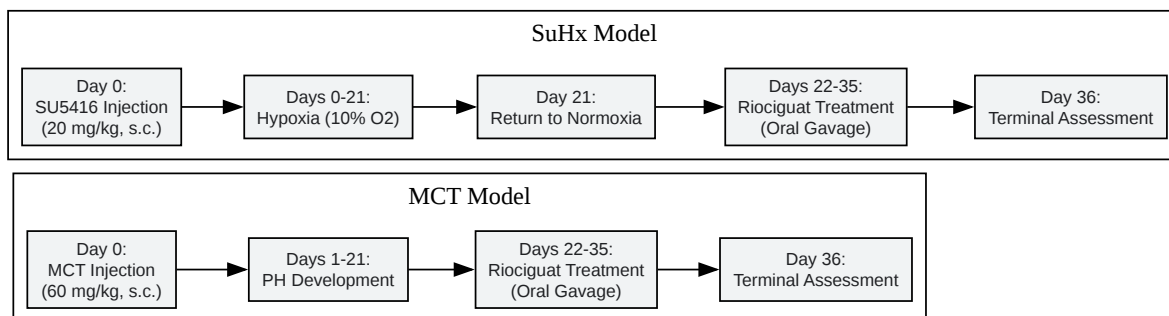 SuHx Model
Day 0:
SU5416 Injection
(20 mg/kg, s.c.)
Days 0-21:
Hypoxia (10% O2)
Day 21:
Return to Normoxia
Days 22-35:
Riociguat Treatment
(Oral Gavage)
Day 36:
Terminal Assessment
MCT Model
Day 0:
MCT Injection
(60 mg/kg, s.c.)
Days 1-21:
PH Development
Days 22-35:
Riociguat Treatment
(Oral Gavage)
Day 36:
Terminal Assessment